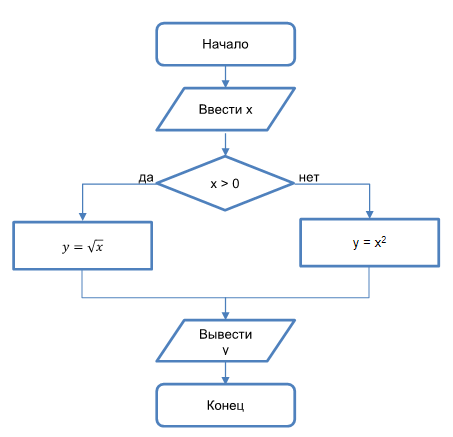 Начало
Ввести x
да
x > 0
нет
y = √x
y = x²
Вывести
y
Конец